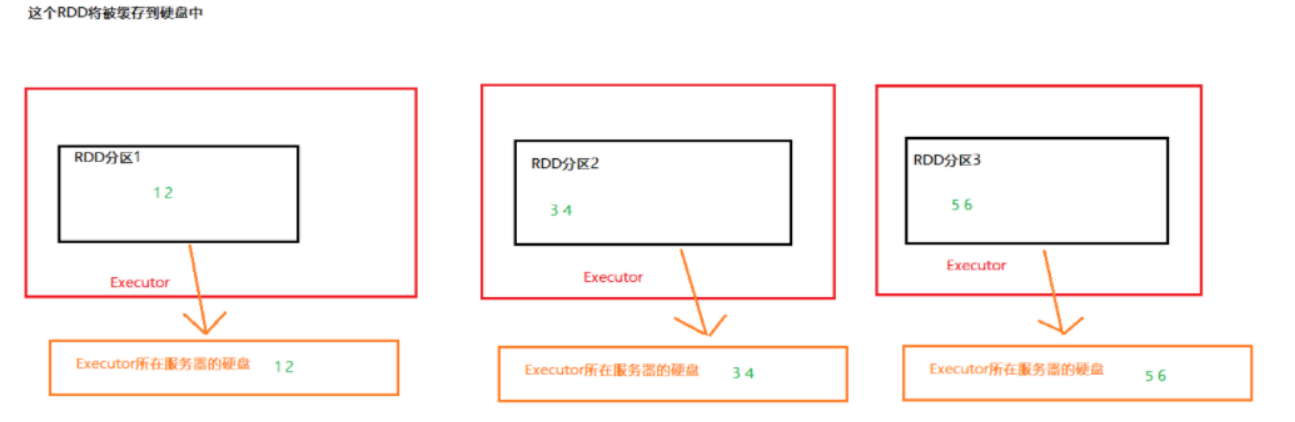 这个RDD将被缓存到硬盘中
RDD分区1
1 2
Executor
Executor所在服务器的硬盘 1 2
RDD分区2
3 4
Executor
Executor所在服务器的硬盘 3 4
RDD分区3
5 6
Executor
Executor所在服务器的硬盘 5 6